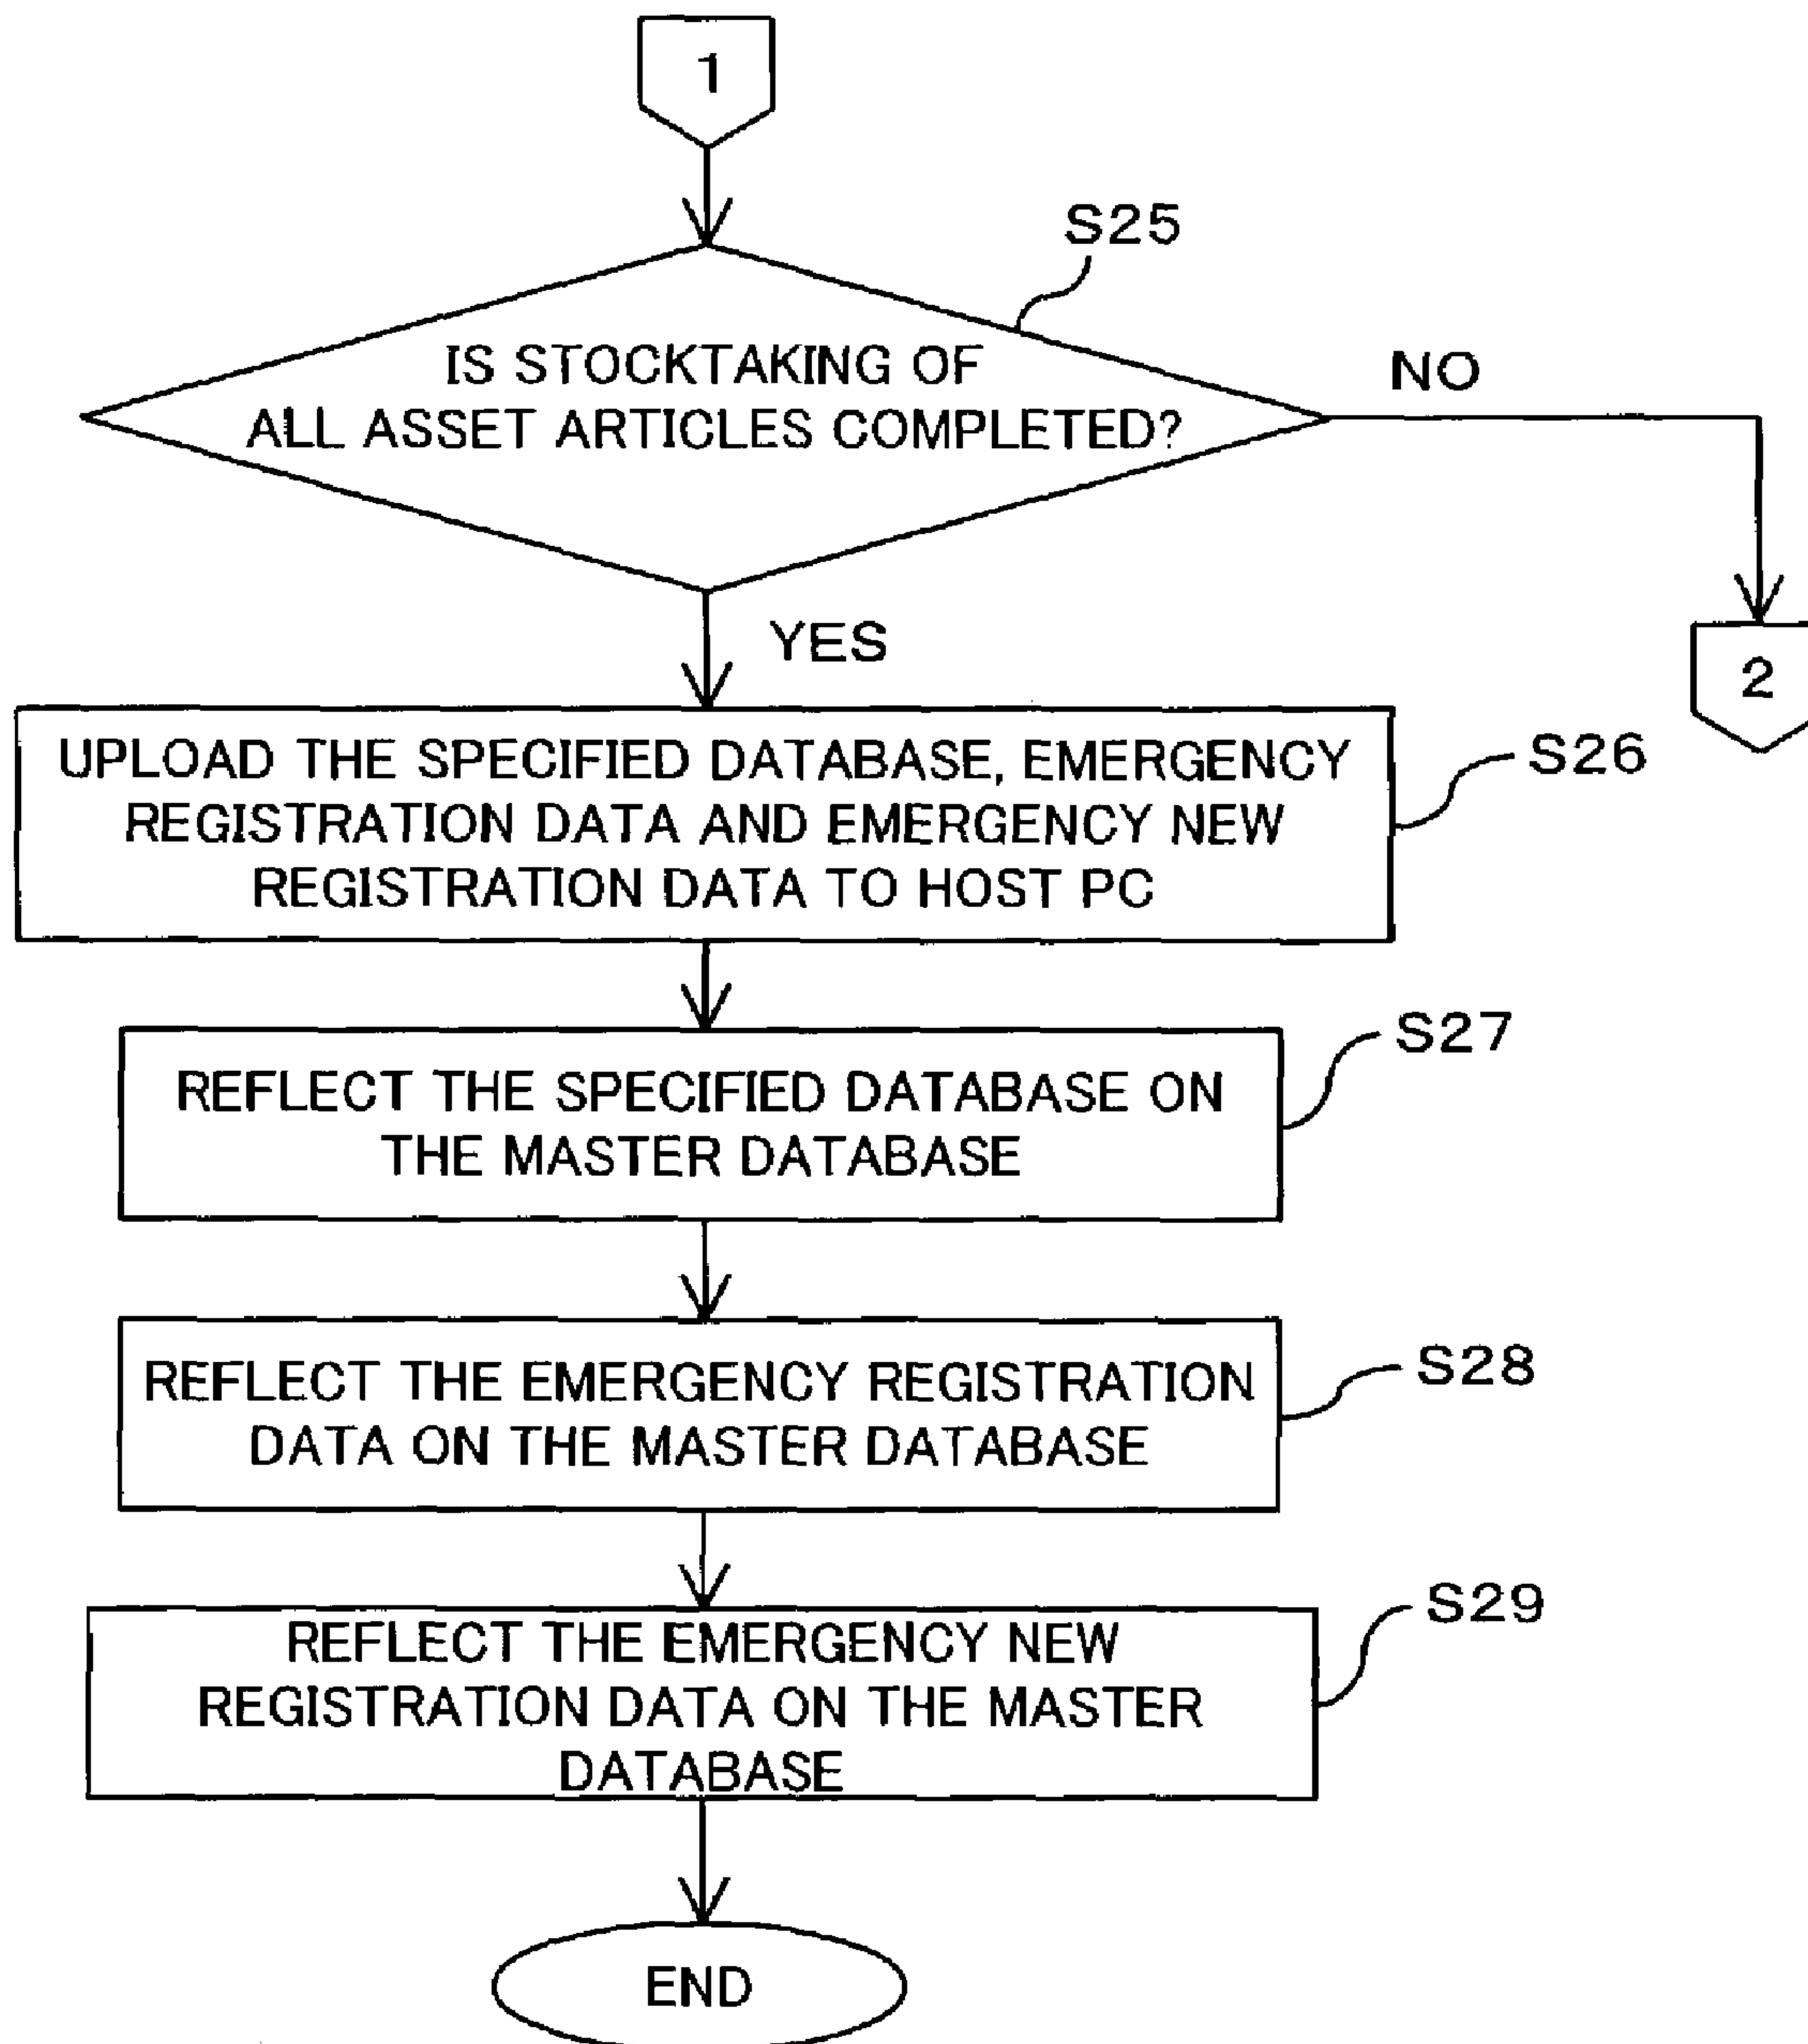 1
S25
IS STOCKTAKING OF
ALL ASSET ARTICLES COMPLETED?
NO
YES
2
UPLOAD THE SPECIFIED DATABASE, EMERGENCY
REGISTRATION DATA AND EMERGENCY NEW
REGISTRATION DATA TO HOST PC
S26
REFLECT THE SPECIFIED DATABASE ON
THE MASTER DATABASE
S27
REFLECT THE EMERGENCY REGISTRATION
DATA ON THE MASTER DATABASE
S28
REFLECT THE EMERGENCY NEW
REGISTRATION DATA ON THE MASTER
DATABASE
S29
END